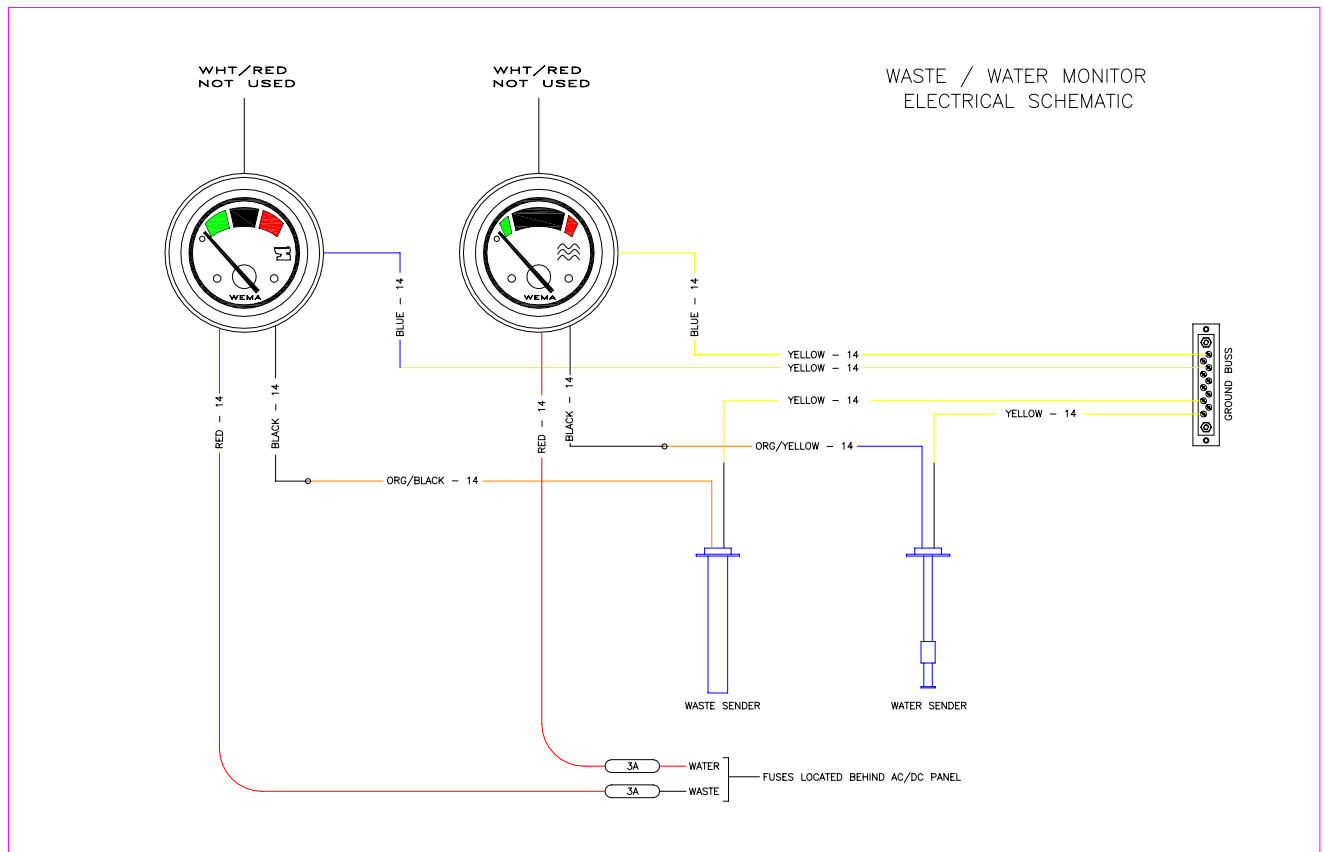 WHT/RED
NOT USED
WHT/RED
NOT USED
WASTE / WATER MONITOR
ELECTRICAL SCHEMATIC
WEMA
WEMA
BLUE - 14
BLUE - 14
YELLOW - 14
YELLOW - 14
YELLOW - 14
YELLOW - 14
GROUND BUSS
RED - 14
BLACK - 14
RED - 14
BLACK - 14
ORG/YELLOW - 14
ORG/BLACK - 14
WASTE SENDER
WATER SENDER
3A
WATER
3A
WASTE
FUSES LOCATED BEHIND AC/DC PANEL